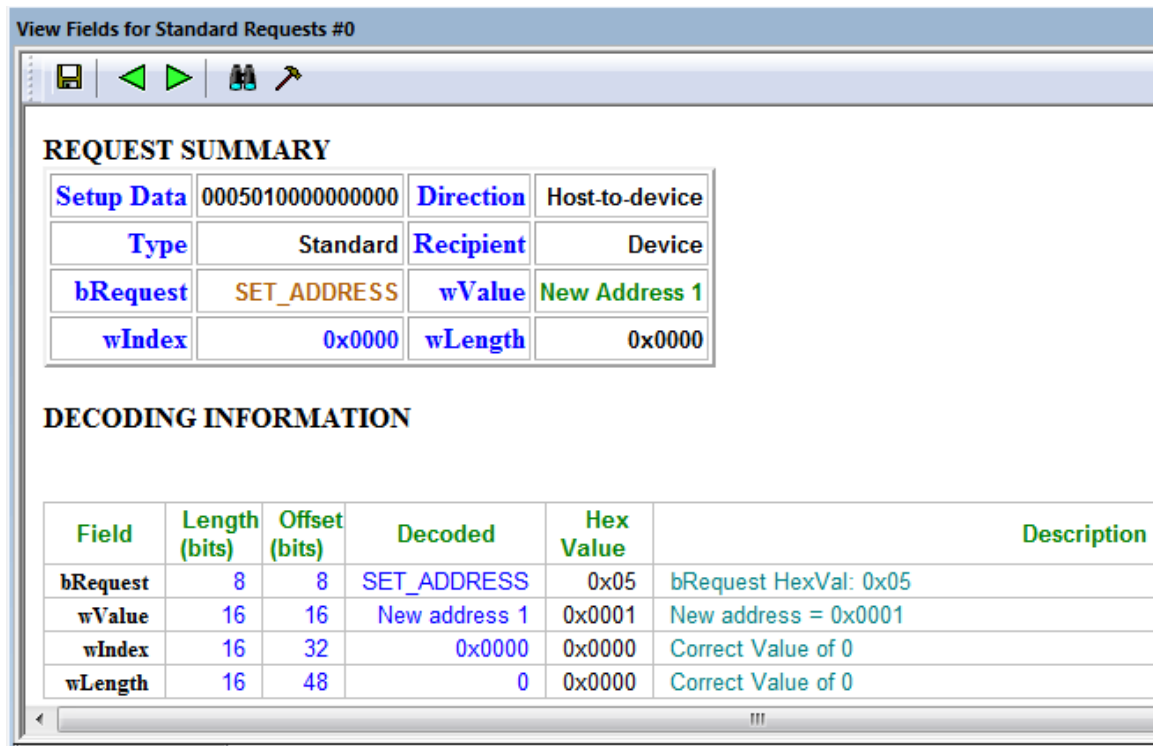 View Fields for Standard Requests #0
REQUEST SUMMARY
Setup Data 0005010000000000 Direction Host-to-device
Type Standard Recipient Device
bRequest SET_ADDRESS wValue New Address 1
wIndex 0x0000 wLength 0x0000
DECODING INFORMATION
Field Length (bits) Offset (bits) Decoded Hex Value Description
bRequest 8 8 SET_ADDRESS 0x05 bRequest HexVal: 0x05
wValue 16 16 New address 1 0x0001 New address = 0x0001
wIndex 16 32 0x0000 0x0000 Correct Value of 0
wLength 16 48 0 0x0000 Correct Value of 0